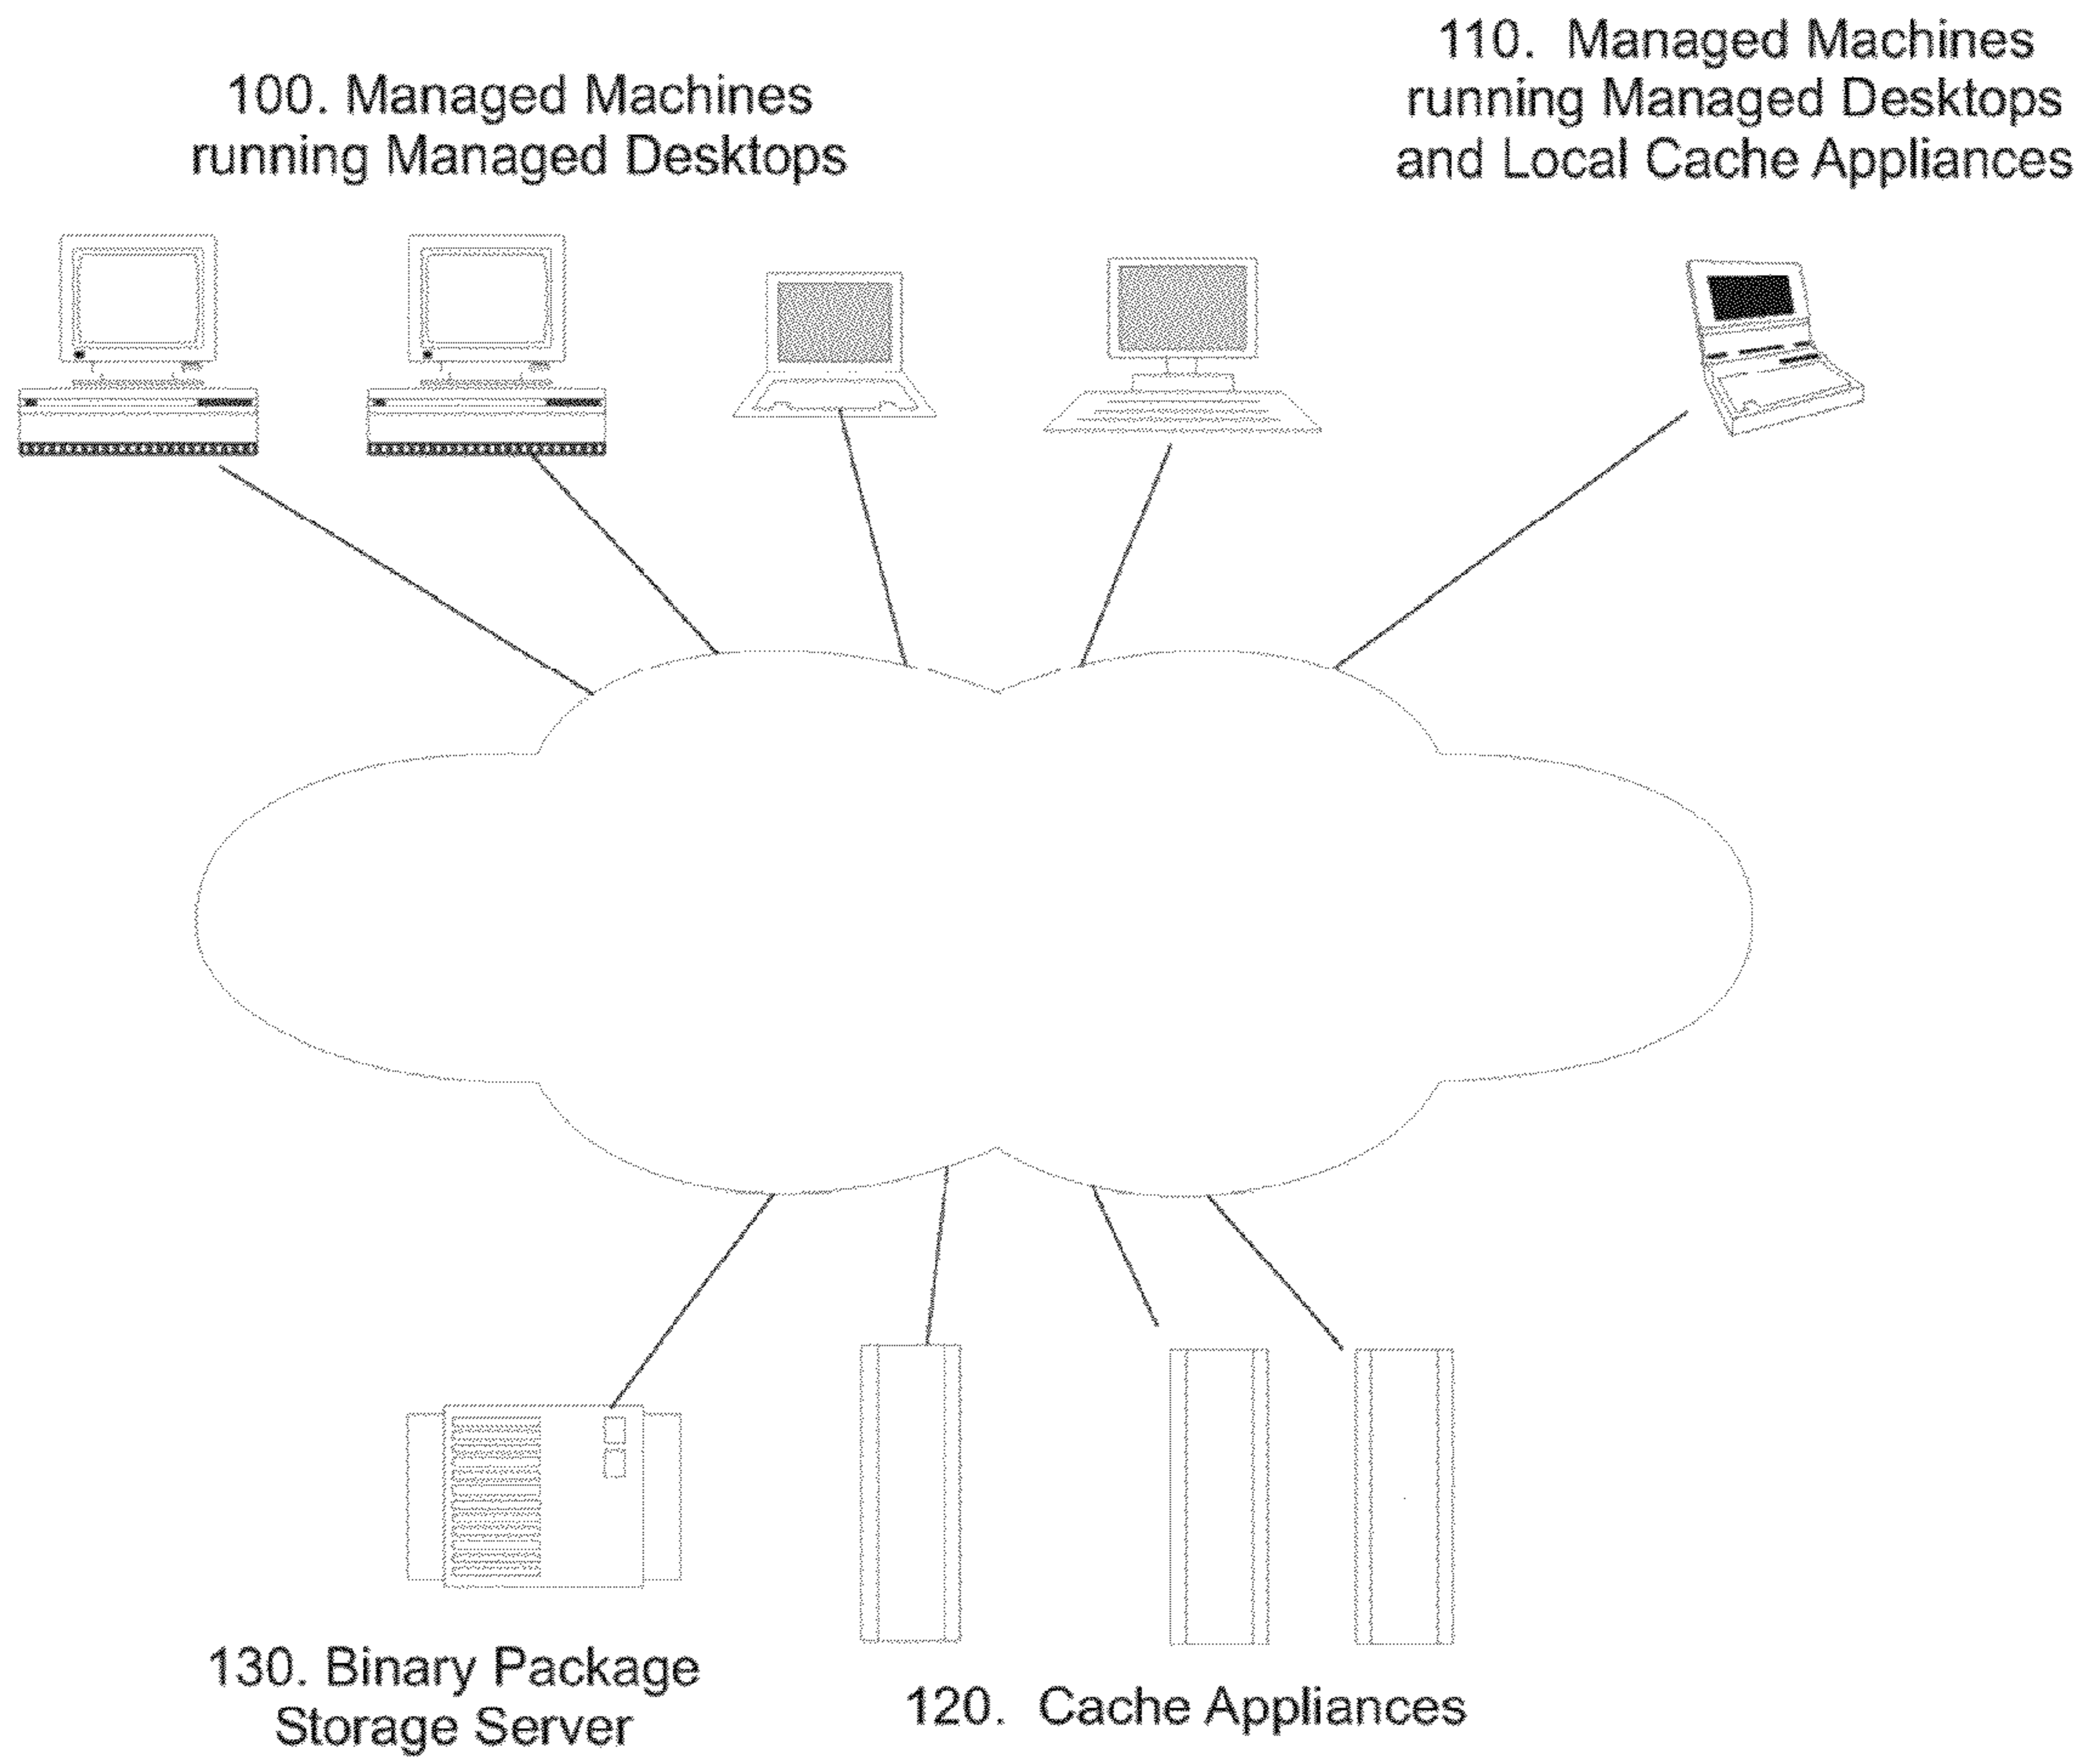 100. Managed Machines
running Managed Desktops
110. Managed Machines
running Managed Desktops
and Local Cache Appliances
130. Binary Package
Storage Server
120. Cache Appliances